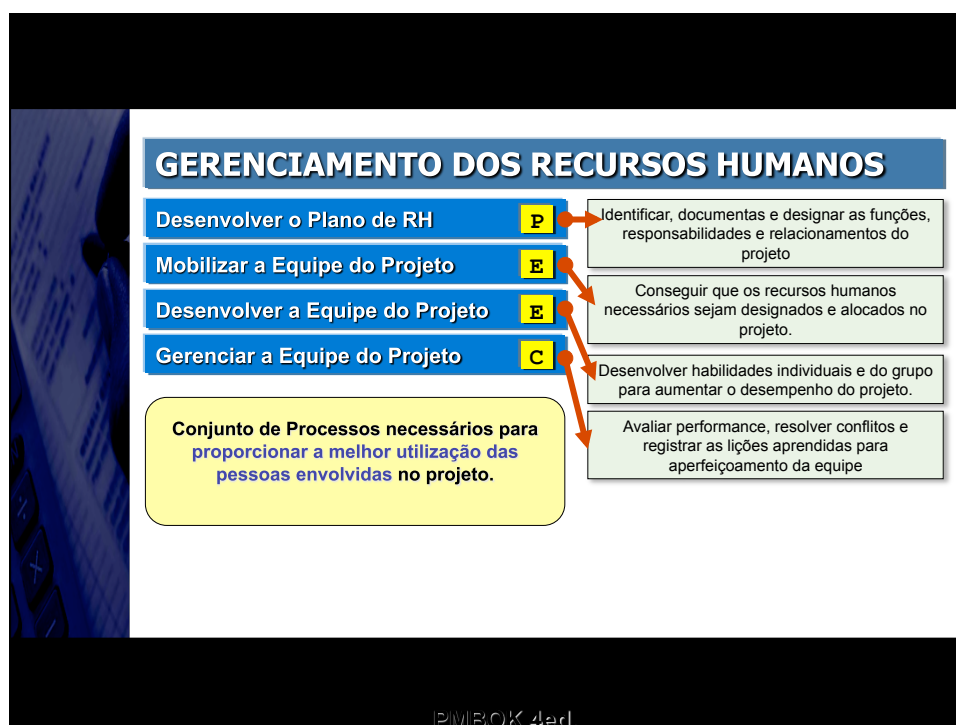 GERENCIAMENTO DOS RECURSOS HUMANOS
Desenvolver o Plano de RH P
Mobilizar a Equipe do Projeto E
Desenvolver a Equipe do Projeto E
Gerenciar a Equipe do Projeto C
Identificar, documentas e designar as funções,
responsabilidades e relacionamentos do
projeto
Conseguir que os recursos humanos
necessários sejam designados e alocados no
projeto.
Desenvolver habilidades individuais e do grupo
para aumentar o desempenho do projeto.
Avaliar performance, resolver conflitos e
registrar as lições aprendidas para
aperfeiçoamento da equipe
Conjunto de Processos necessários para
proporcionar a melhor utilização das
pessoas envolvidas no projeto.
PMBOK 4ed